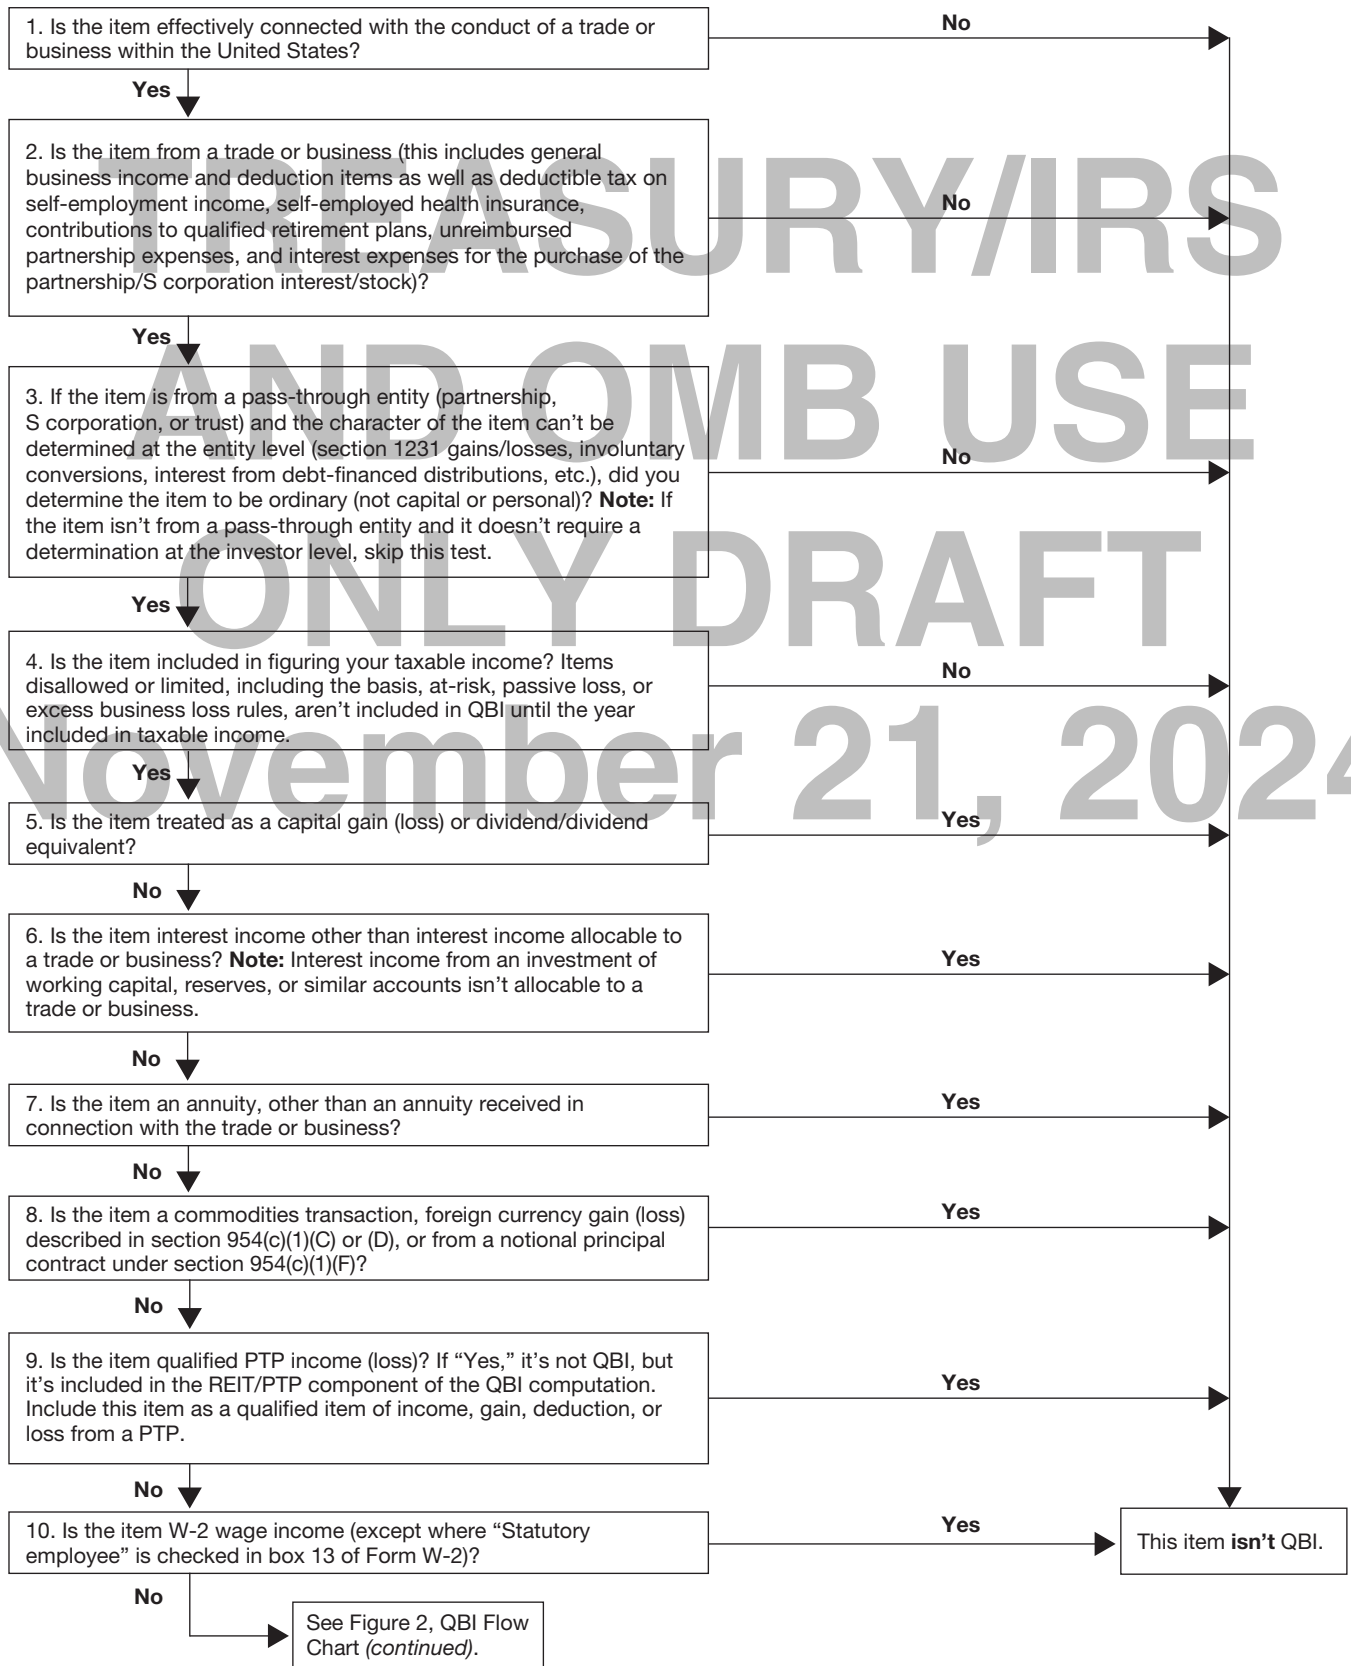 1. Is the item effectively connected with the conduct of a trade or
business within the United States?
No
Yes
2. Is the item from a trade or business (this includes general
business income and deduction items as well as deductible tax on
self-employment income, self-employed health insurance,
contributions to qualified retirement plans, unreimbursed
partnership expenses, and interest expenses for the purchase of the
partnership/S corporation interest/stock)?
No
TREASURY/IRS
Yes
AND OMB USE
3. If the item is from a pass-through entity (partnership,
S corporation, or trust) and the character of the item can’t be
determined at the entity level (section 1231 gains/losses, involuntary
conversions, interest from debt-financed distributions, etc.), did you
determine the item to be ordinary (not capital or personal)? Note: If
the item isn’t from a pass-through entity and it doesn’t require a
determination at the investor level, skip this test.
No
ONLY DRAFT
Yes
4. Is the item included in figuring your taxable income? Items
disallowed or limited, including the basis, at-risk, passive loss, or
excess business loss rules, aren’t included in QBI until the year
included in taxable income.
No
November 21, 2024
Yes
5. Is the item treated as a capital gain (loss) or dividend/dividend
equivalent?
Yes
No
6. Is the item interest income other than interest income allocable to
a trade or business? Note: Interest income from an investment of
working capital, reserves, or similar accounts isn’t allocable to a
trade or business.
Yes
No
7. Is the item an annuity, other than an annuity received in
connection with the trade or business?
Yes
No
8. Is the item a commodities transaction, foreign currency gain (loss)
described in section 954(c)(1)(C) or (D), or from a notional principal
contract under section 954(c)(1)(F)?
Yes
No
9. Is the item qualified PTP income (loss)? If “Yes,” it’s not QBI, but
it’s included in the REIT/PTP component of the QBI computation.
Include this item as a qualified item of income, gain, deduction, or
loss from a PTP.
Yes
No
10. Is the item W-2 wage income (except where “Statutory
employee” is checked in box 13 of Form W-2)?
Yes
This item isn’t QBI.
No
See Figure 2, QBI Flow
Chart (continued).